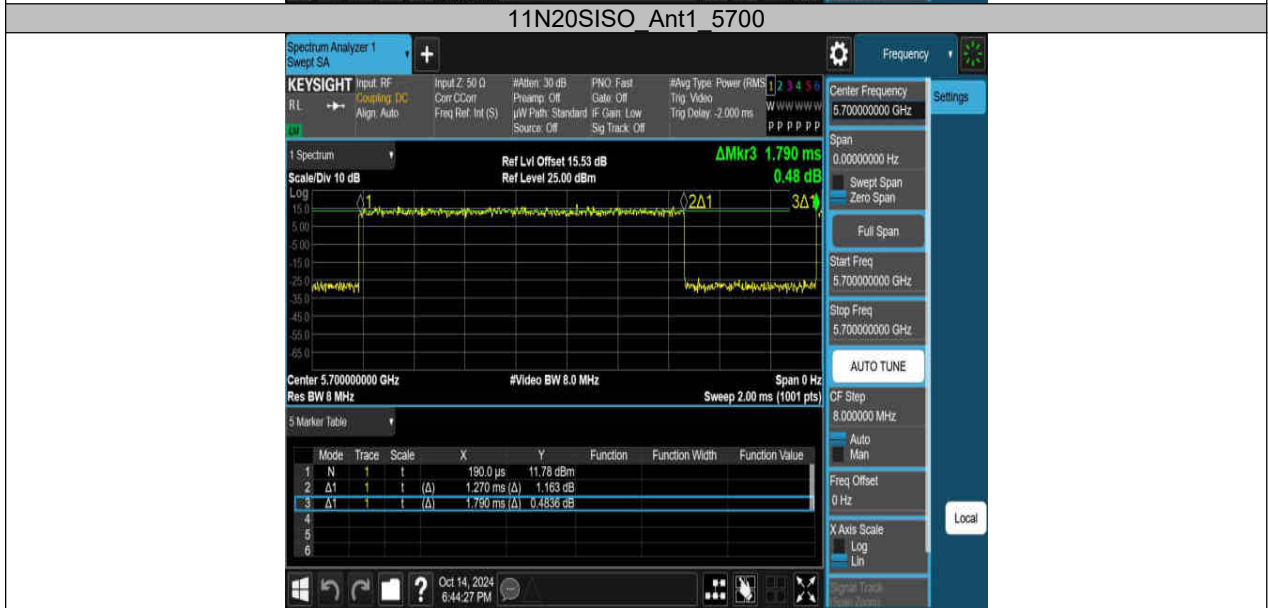 11N20SISO_Ant1_5700
Spectrum Analyzer 1
Swept SA
+
Frequency
KEYSIGHT
RL
LM
Input: RF
Coupling: DC
Align: Auto
Input Z: 50 Ω
Corr CCorr
Freq Ref: Int (S)
#Atten: 30 dB
Preamp: Off
µW Path: Standard
Source: Off
PNO: Fast
Gate: Off
IF Gain: Low
Sig Track: Off
#Avg Type: Power (RMS
Trig: Video
Trig Delay: -2.000 ms
1 2 3 4 5 6
W W W W W W
P P P P P P
Center Frequency
5.700000000 GHz
Settings
Span
0.00000000 Hz
Swept Span
Zero Span
Full Span
Start Freq
5.700000000 GHz
Stop Freq
5.700000000 GHz
AUTO TUNE
CF Step
8.000000 MHz
Auto
Man
Freq Offset
0 Hz
X Axis Scale
Log
Lin
Signal Track
(Span Zoom)
Local
1 Spectrum
Scale/Div 10 dB
Ref Lvl Offset 15.53 dB
Ref Level 25.00 dBm
ΔMkr3 1.790 ms
0.48 dB
Log
15.0
5.00
-5.00
-15.0
-25.0
-35.0
-45.0
-55.0
-65.0
1
2Δ1
3Δ1
Center 5.700000000 GHz
Res BW 8 MHz
#Video BW 8.0 MHz
Span 0 Hz
Sweep 2.00 ms (1001 pts)
5 Marker Table
Mode Trace Scale X Y Function Function Width Function Value
1 N 1 t 190.0 µs 11.78 dBm
2 Δ1 1 t (Δ) 1.270 ms (Δ) 1.163 dB
3 Δ1 1 t (Δ) 1.790 ms (Δ) 0.4836 dB
4
5
6
?
Oct 14, 2024
6:44:27 PM